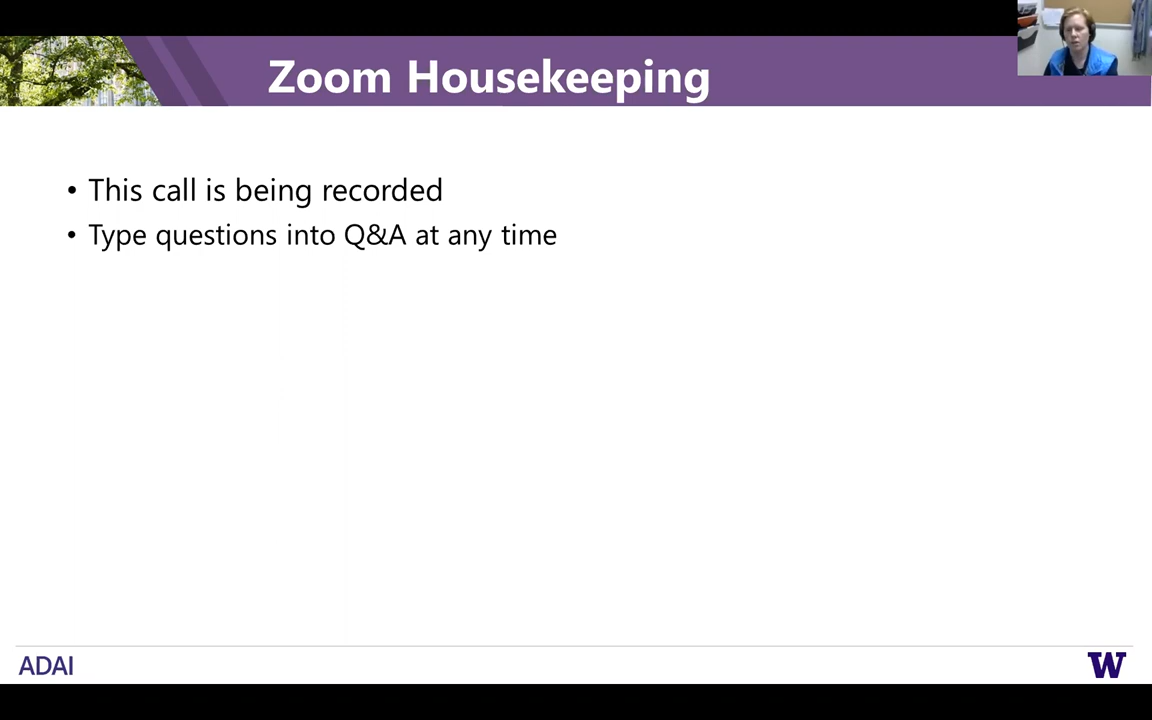 Zoom Housekeeping
• This call is being recorded
• Type questions into Q&A at any time
ADAI
W